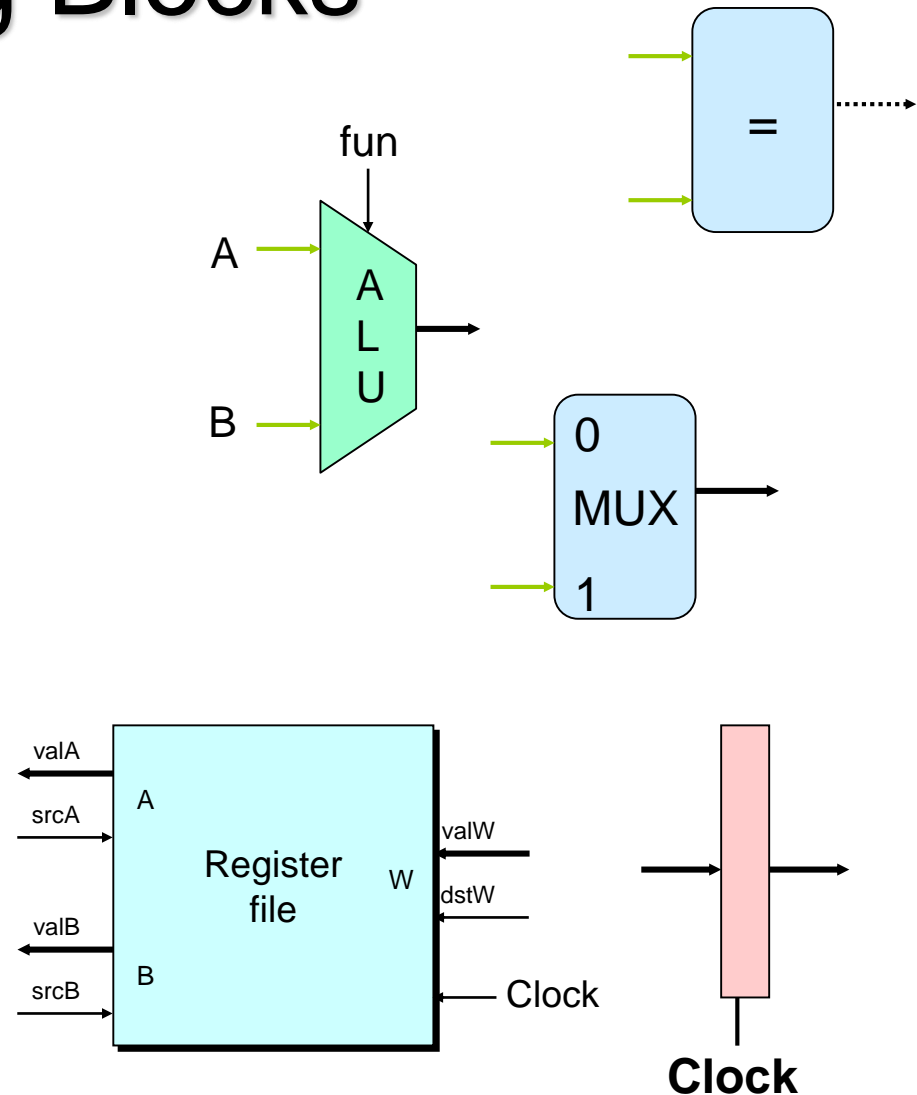 Blocks
=
fun
A
A
L
U
B
0
MUX
1
valA
srcA
A
Register
file
valB
srcB
B
valW
W
dstW
Clock
Clock